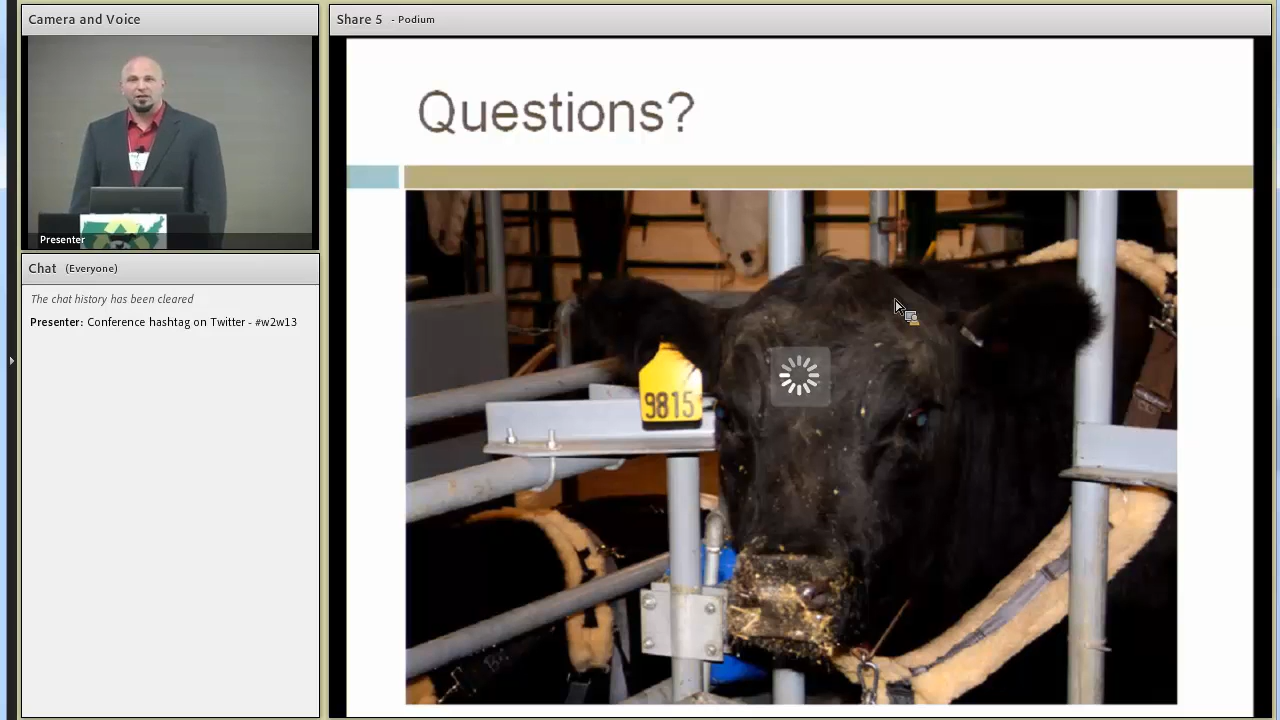 Camera and Voice
Presenter
Chat (Everyone)
The chat history has been cleared
Presenter: Conference hashtag on Twitter - #w2w13
Share 5 - Podium
Questions?
9815